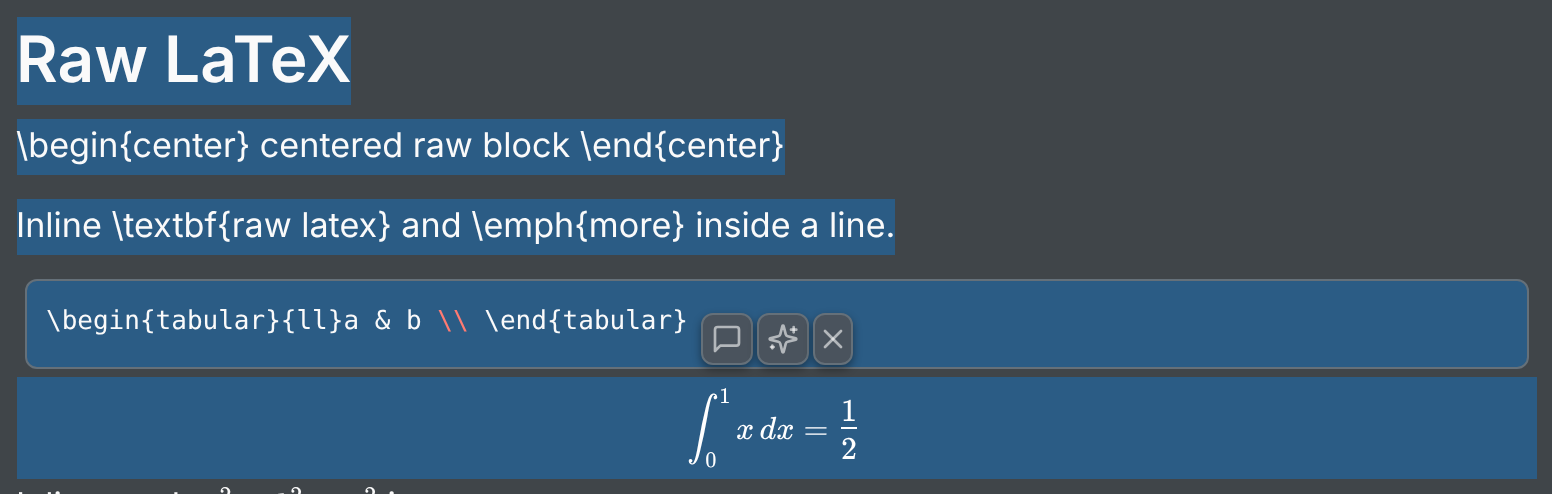 Raw LaTeX
\begin{center} centered raw block \end{center}
Inline \textbf{raw latex} and \emph{more} inside a line.
\begin{tabular}{ll}a & b \\ \end{tabular}
∫₀¹ x dx = 1/2